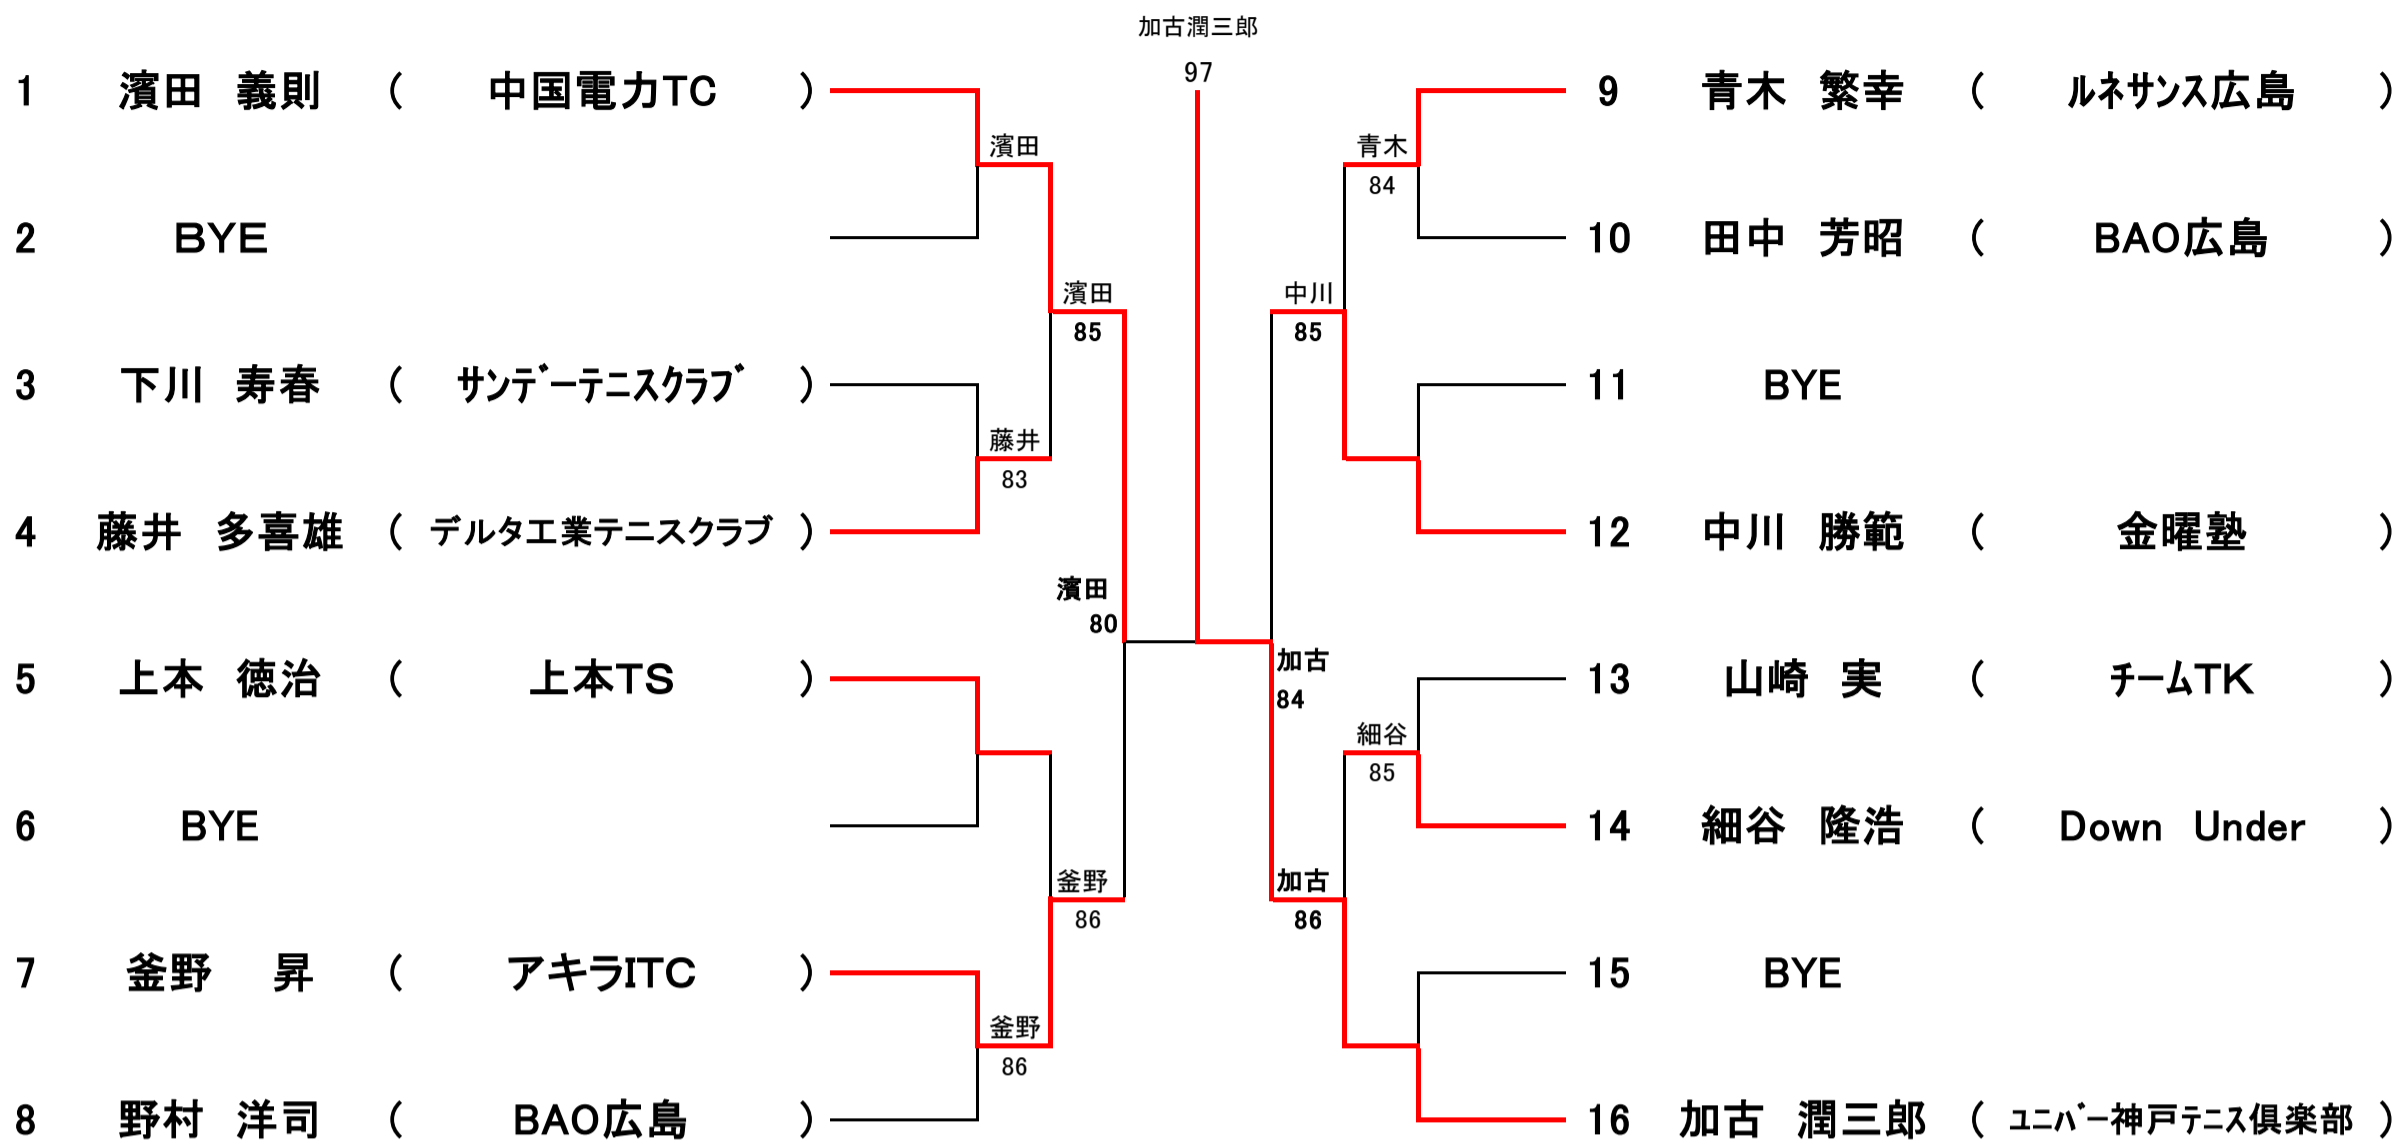 加古潤三郎
97
1 濱田 義則 ( 中国電力TC )
2 BYE
3 下川 寿春 ( サンデーテニスクラブ )
4 藤井 多喜雄 ( デルタ工業テニスクラブ )
5 上本 徳治 ( 上本TS )
6 BYE
7 釜野 昇 ( アキラITC )
8 野村 洋司 ( BAO広島 )
濱田
藤井
83
釜野
86
濱田
85
釜野
86
濱田
80
加古
84
中川
85
加古
86
青木
84
細谷
85
9 青木 繁幸 ( ルネサンス広島 )
10 田中 芳昭 ( BAO広島 )
11 BYE
12 中川 勝範 ( 金曜塾 )
13 山崎 実 ( チームTK )
14 細谷 隆浩 ( Down Under )
15 BYE
16 加古 潤三郎 ( ユニバー神戸テニス倶楽部 )